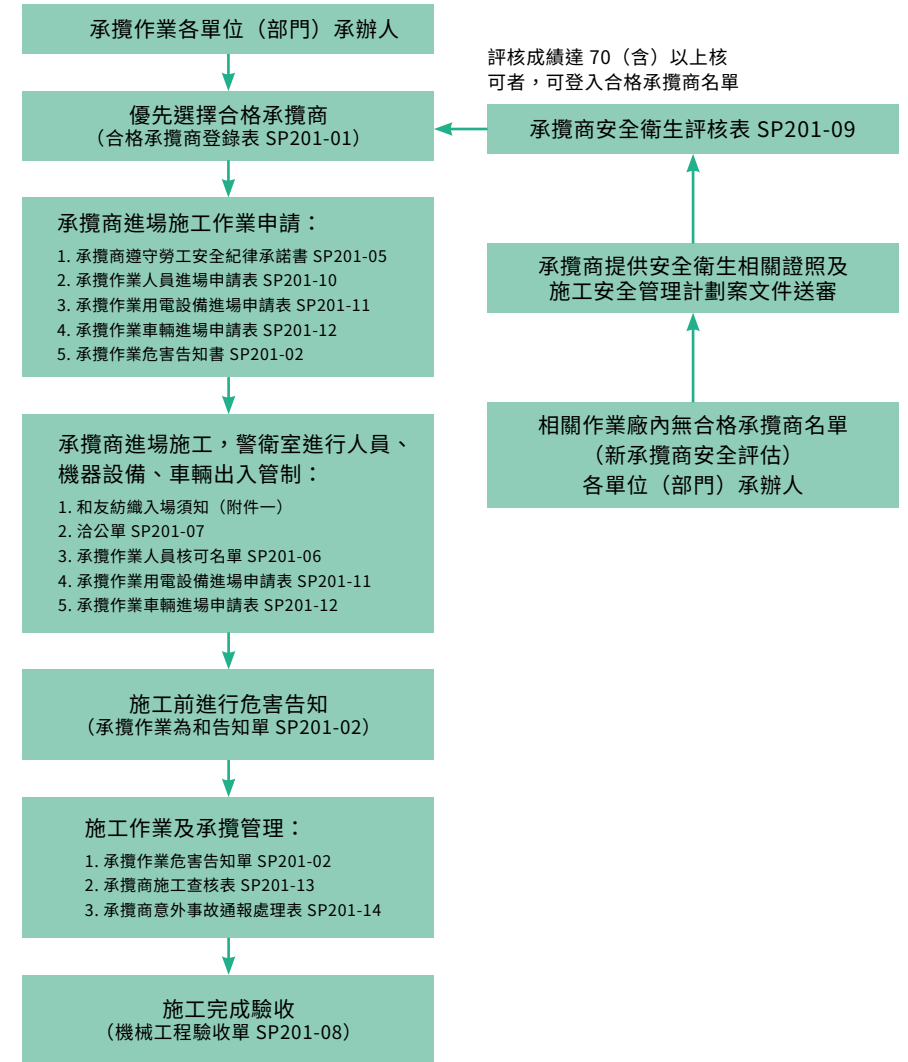 承攬作業各單位（部門）承辦人
優先選擇合格承攬商
（合格承攬商登錄表 SP201-01）
承攬商進場施工作業申請：
1. 承攬商遵守勞工安全紀律承諾書 SP201-05
2. 承攬作業人員進場申請表 SP201-10
3. 承攬作業用電設備進場申請表 SP201-11
4. 承攬作業車輛進場申請表 SP201-12
5. 承攬作業危害告知書 SP201-02
承攬商進場施工，警衛室進行人員、
機器設備、車輛出入管制：
1. 和友紡織入場須知（附件一）
2. 洽公單 SP201-07
3. 承攬作業人員核可名單 SP201-06
4. 承攬作業用電設備進場申請表 SP201-11
5. 承攬作業車輛進場申請表 SP201-12
施工前進行危害告知
（承攬作業為和告知單 SP201-02）
施工作業及承攬管理：
1. 承攬作業危害告知單 SP201-02
2. 承攬商施工查核表 SP201-13
3. 承攬商意外事故通報處理表 SP201-14
施工完成驗收
（機械工程驗收單 SP201-08）
評核成績達 70（含）以上核
可者，可登入合格承攬商名單
承攬商安全衛生評核表 SP201-09
承攬商提供安全衛生相關證照及
施工安全管理計劃案文件送審
相關作業廠內無合格承攬商名單
（新承攬商安全評估）
各單位（部門）承辦人